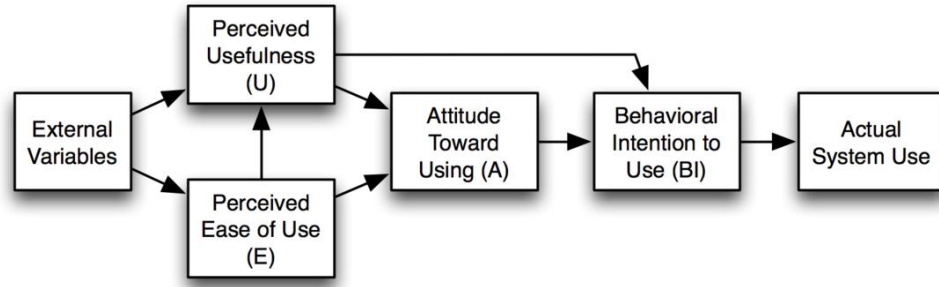 External
Variables
Perceived
Usefulness
(U)
Perceived
Ease of Use
(E)
Attitude
Toward
Using (A)
Behavioral
Intention to
Use (BI)
Actual
System Use